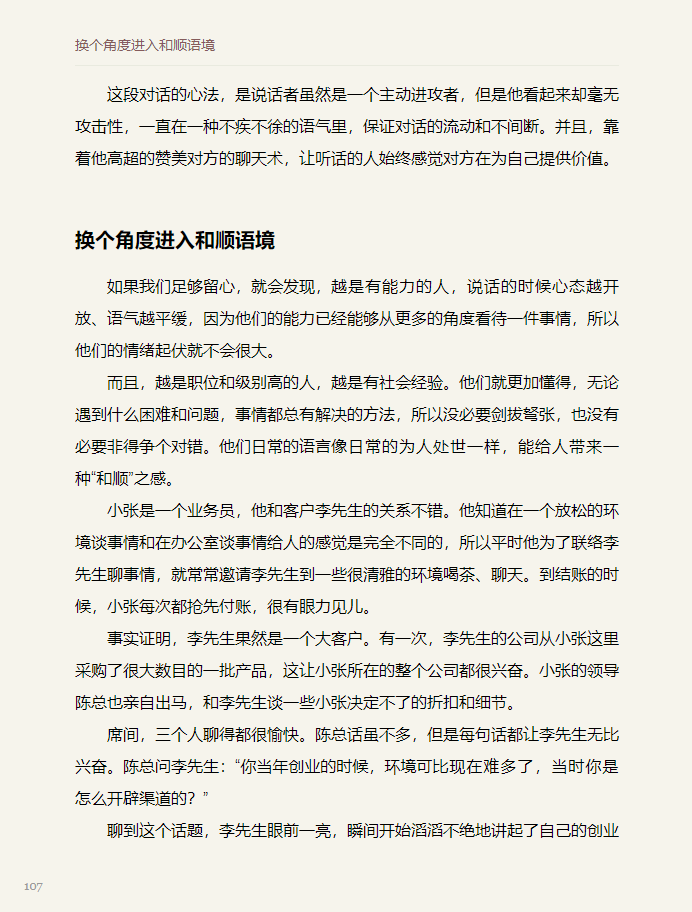 换个角度进入和顺语境
这段对话的心法，是说话者虽然是一个主动进攻者，但是他看起来却毫无
攻击性，一直在一种不疾不徐的语气里，保证对话的流动和不间断。并且，靠
着他高超的赞美对方的聊天术，让听话的人始终感觉对方在为自己提供价值。
换个角度进入和顺语境
如果我们足够留心，就会发现，越是有能力的人，说话的时候心态越开
放、语气越平缓，因为他们的能力已经能够从更多的角度看待一件事情，所以
他们的情绪起伏就不会很大。
而且，越是职位和级别高的人，越是有社会经验。他们就更加懂得，无论
遇到什么困难和问题，事情都总有解决的方法，所以没必要剑拔弩张，也没有
必要非得争个对错。他们日常的语言像日常的为人处世一样，能给人带来一
种“和顺”之感。
小张是一个业务员，他和客户李先生的关系不错。他知道在一个放松的环
境谈事情和在办公室谈事情给人的感觉是完全不同的，所以平时他为了联络李
先生聊事情，就常常邀请李先生到一些很清雅的环境喝茶、聊天。到结账的时
候，小张每次都抢先付账，很有眼力见儿。
事实证明，李先生果然是一个大客户。有一次，李先生的公司从小张这里
采购了很大数目的一批产品，这让小张所在的整个公司都很兴奋。小张的领导
陈总也亲自出马，和李先生谈一些小张决定不了的折扣和细节。
席间，三个人聊得都很愉快。陈总话虽不多，但是每句话都让李先生无比
兴奋。陈总问李先生：“你当年创业的时候，环境可比现在难多了，当时你是
怎么开辟渠道的？”
聊到这个话题，李先生眼前一亮，瞬间开始滔滔不绝地讲起了自己的创业
107